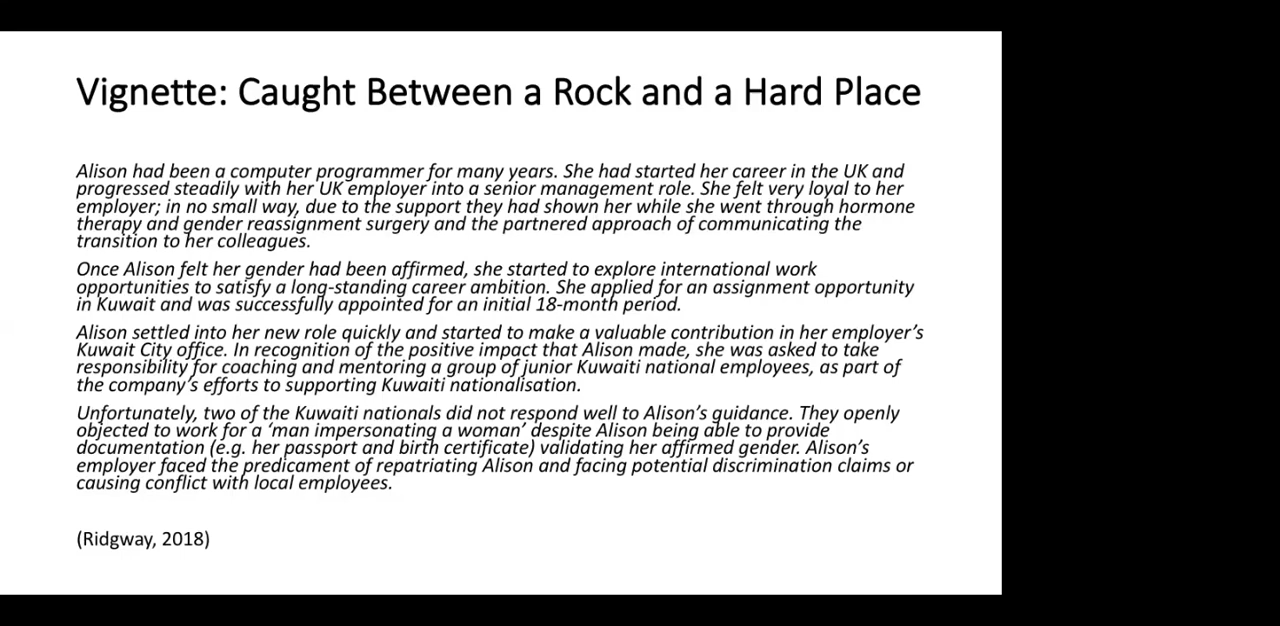 Vignette: Caught Between a Rock and a Hard Place
Alison had been a computer programmer for many years. She had started her career in the UK and
progressed steadily with her UK employer into a senior management role. She felt very loyal to her
employer; in no small way, due to the support they had shown her while she went through hormone
therapy and gender reassignment surgery and the partnered approach of communicating the
transition to her colleagues.
Once Alison felt her gender had been affirmed, she started to explore international work
opportunities to satisfy a long-standing career ambition. She applied for an assignment opportunity
in Kuwait and was successfully appointed for an initial 18-month period.
Alison settled into her new role quickly and started to make a valuable contribution in her employer’s
Kuwait City office. In recognition of the positive impact that Alison made, she was asked to take
responsibility for coaching and mentoring a group of junior Kuwaiti national employees, as part of
the company’s efforts to supporting Kuwaiti nationalisation.
Unfortunately, two of the Kuwaiti nationals did not respond well to Alison’s guidance. They openly
objected to work for a ‘man impersonating a woman’ despite Alison being able to provide
documentation (e.g. her passport and birth certificate) validating her affirmed gender. Alison’s
employer faced the predicament of repatriating Alison and facing potential discrimination claims or
causing conflict with local employees.
(Ridgway, 2018)